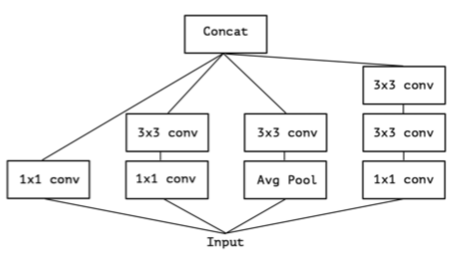 Concat
3x3 conv
3x3 conv
3x3 conv
3x3 conv
1x1 conv
1x1 conv
Avg Pool
1x1 conv
Input